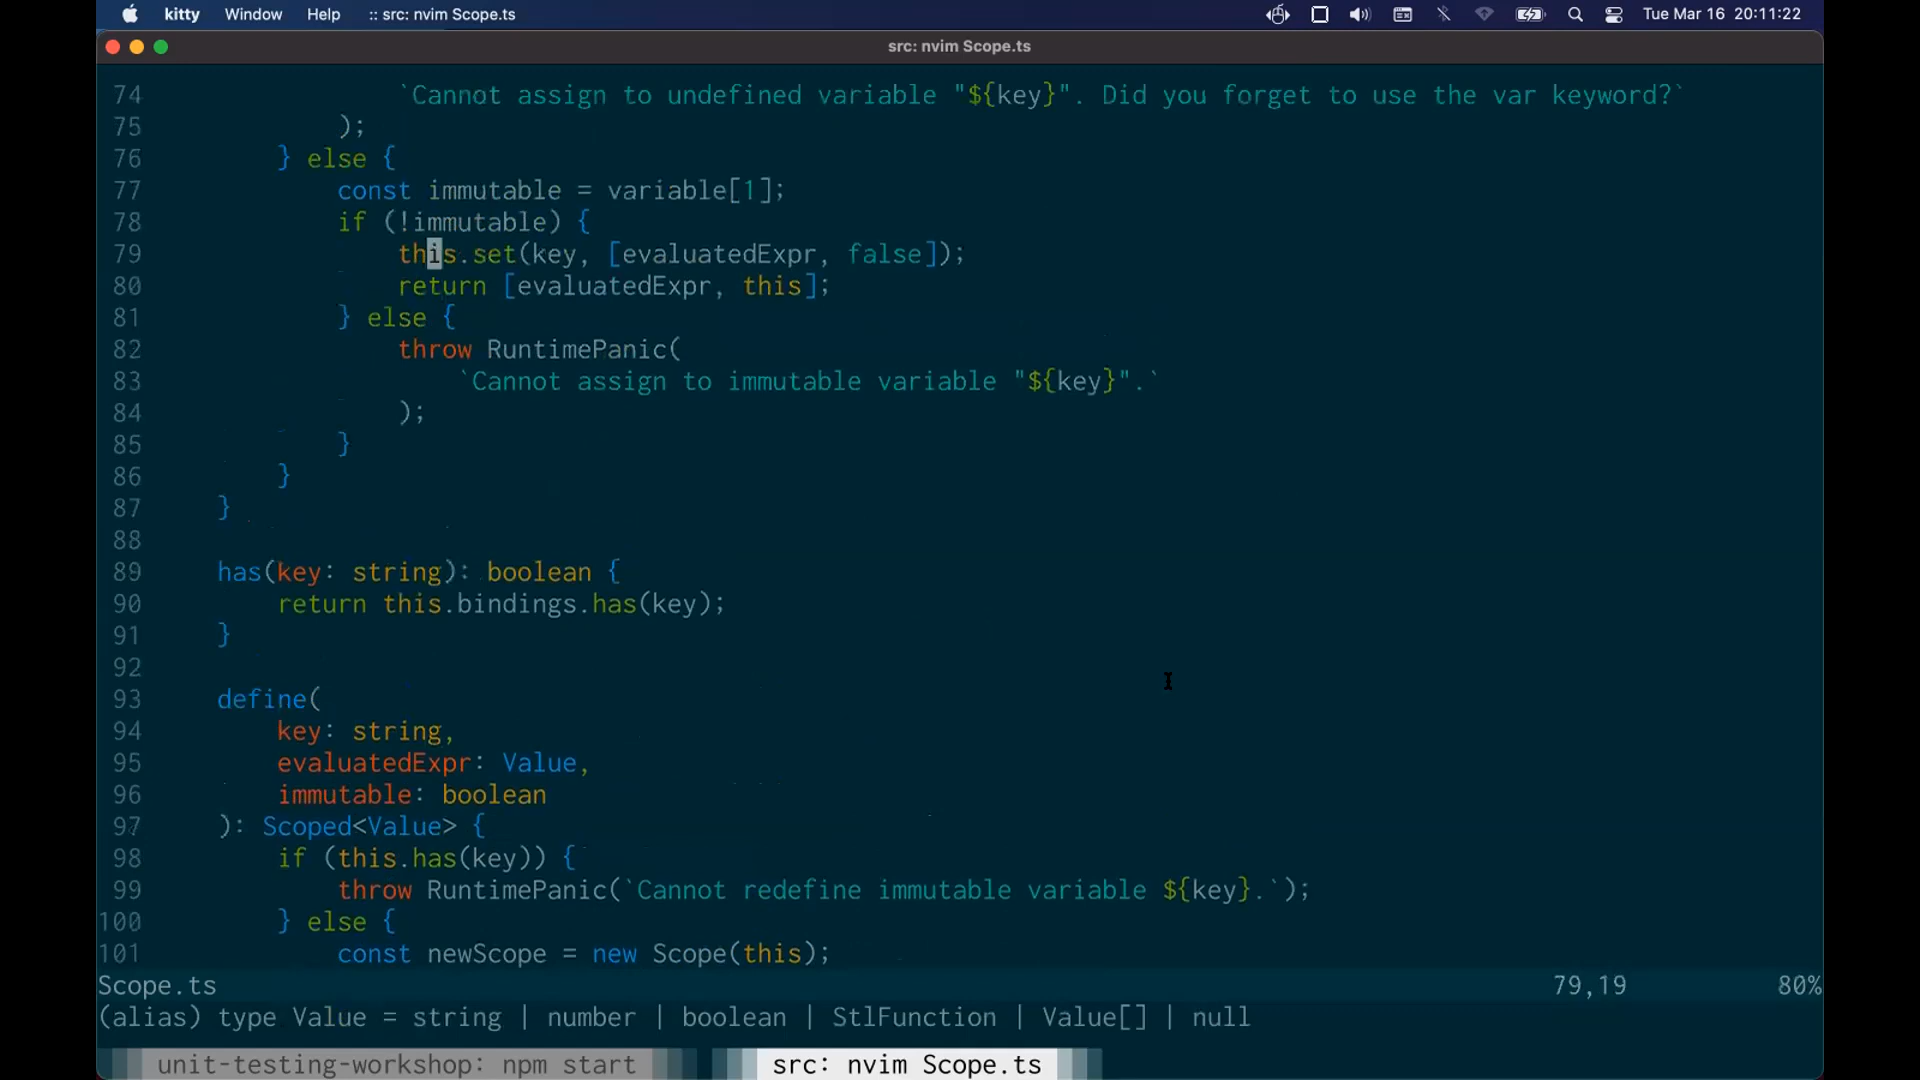 kitty Window Help :: src: nvim Scope.ts Tue Mar 16 20:11:22
src: nvim Scope.ts
74 `Cannot assign to undefined variable "${key}". Did you forget to use the var keyword?`
75 );
76 } else {
77 const immutable = variable[1];
78 if (!immutable) {
79 this.set(key, [evaluatedExpr, false]);
80 return [evaluatedExpr, this];
81 } else {
82 throw RuntimePanic(
83 `Cannot assign to immutable variable "${key}".`
84 );
85 }
86 }
87 }
88
89 has(key: string): boolean {
90 return this.bindings.has(key);
91 }
92
93 define(
94 key: string,
95 evaluatedExpr: Value,
96 immutable: boolean
97 ): Scoped<Value> {
98 if (this.has(key)) {
99 throw RuntimePanic(`Cannot redefine immutable variable ${key}.`);
100 } else {
101 const newScope = new Scope(this);
Scope.ts 79,19 80%
(alias) type Value = string | number | boolean | StlFunction | Value[] | null
unit-testing-workshop: npm start src: nvim Scope.ts